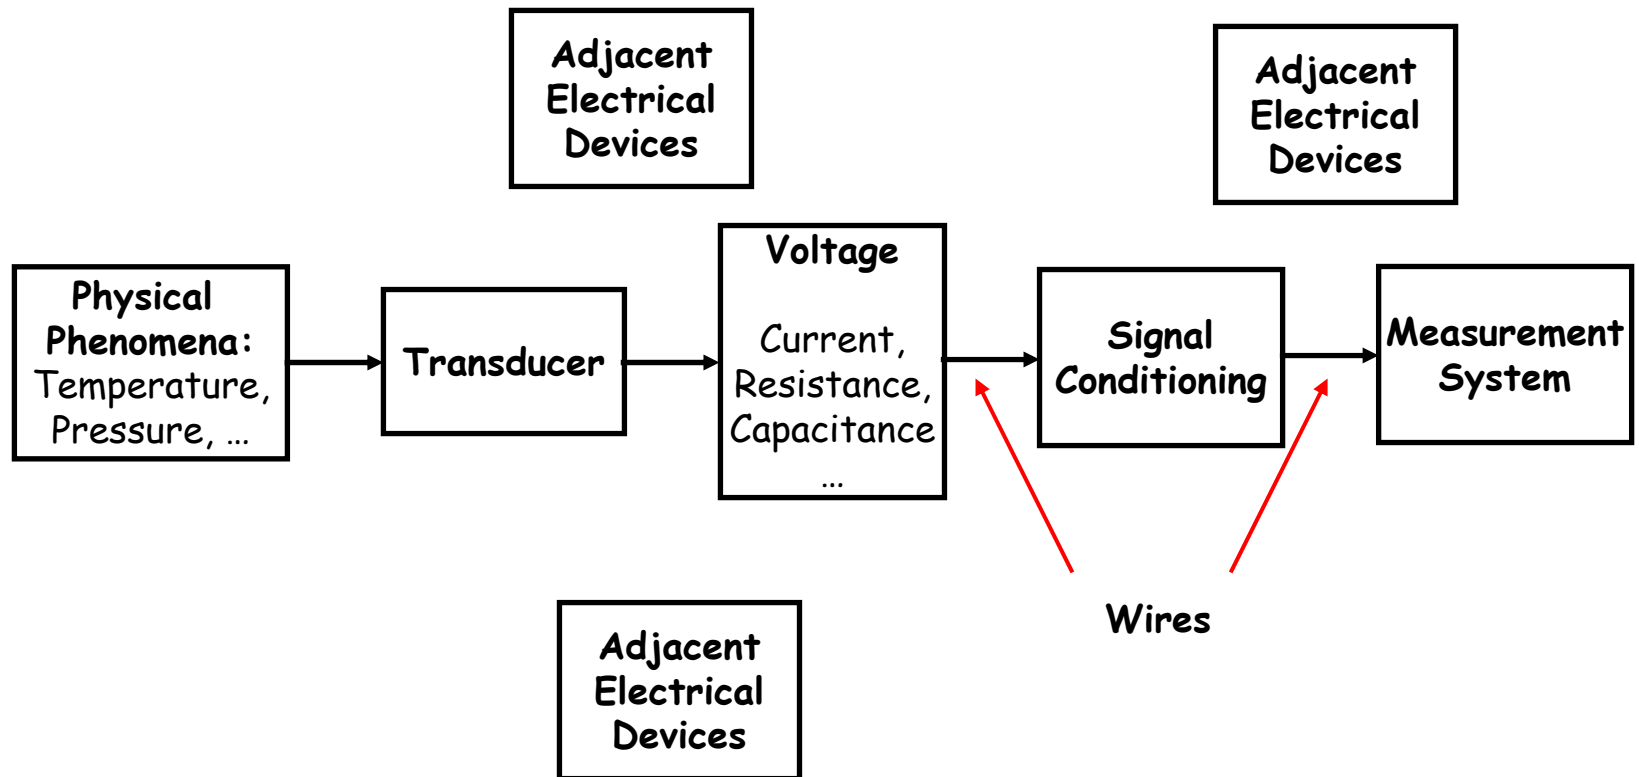 Adjacent
Electrical
Devices
Adjacent
Electrical
Devices
Physical
Phenomena:
Temperature,
Pressure, …
Transducer
Voltage
Current,
Resistance,
Capacitance
…
Signal
Conditioning
Measurement
System
Wires
Adjacent
Electrical
Devices